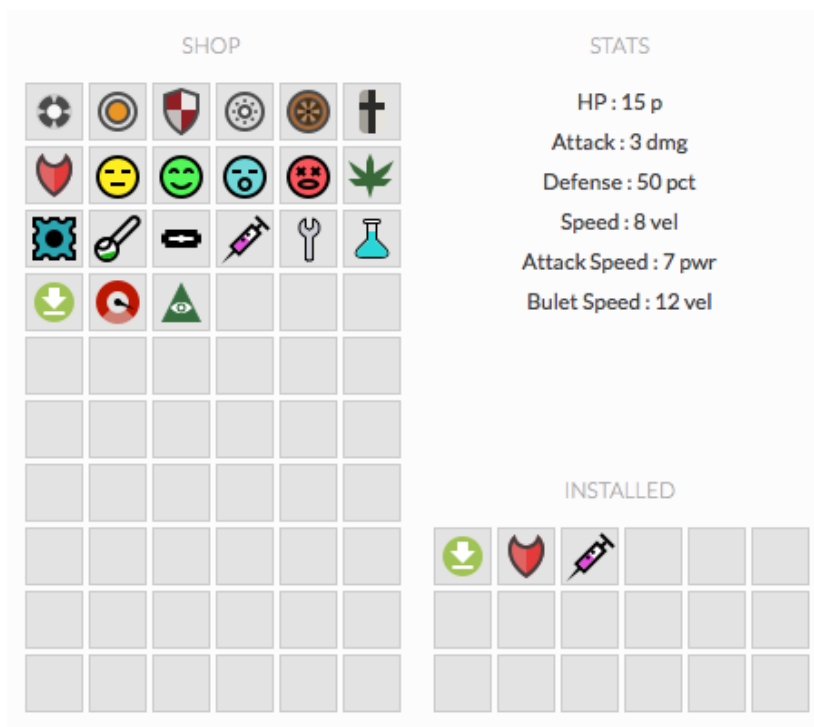 SHOP
STATS
HP : 15 p
Attack : 3 dmg
Defense : 50 pct
Speed : 8 vel
Attack Speed : 7 pwr
Bulet Speed : 12 vel
INSTALLED